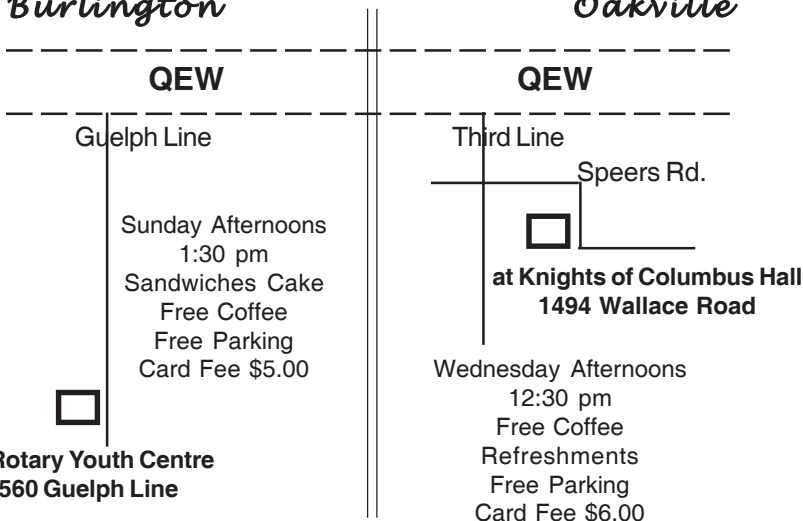 Burlington
QEW
Guelph Line
Sunday Afternoons
1:30 pm
Sandwiches Cake
Free Coffee
Free Parking
Card Fee $5.00
Rotary Youth Centre
560 Guelph Line
Oakville
QEW
Third Line
Speers Rd.
at Knights of Columbus Hall
1494 Wallace Road
Wednesday Afternoons
12:30 pm
Free Coffee
Refreshments
Free Parking
Card Fee $6.00